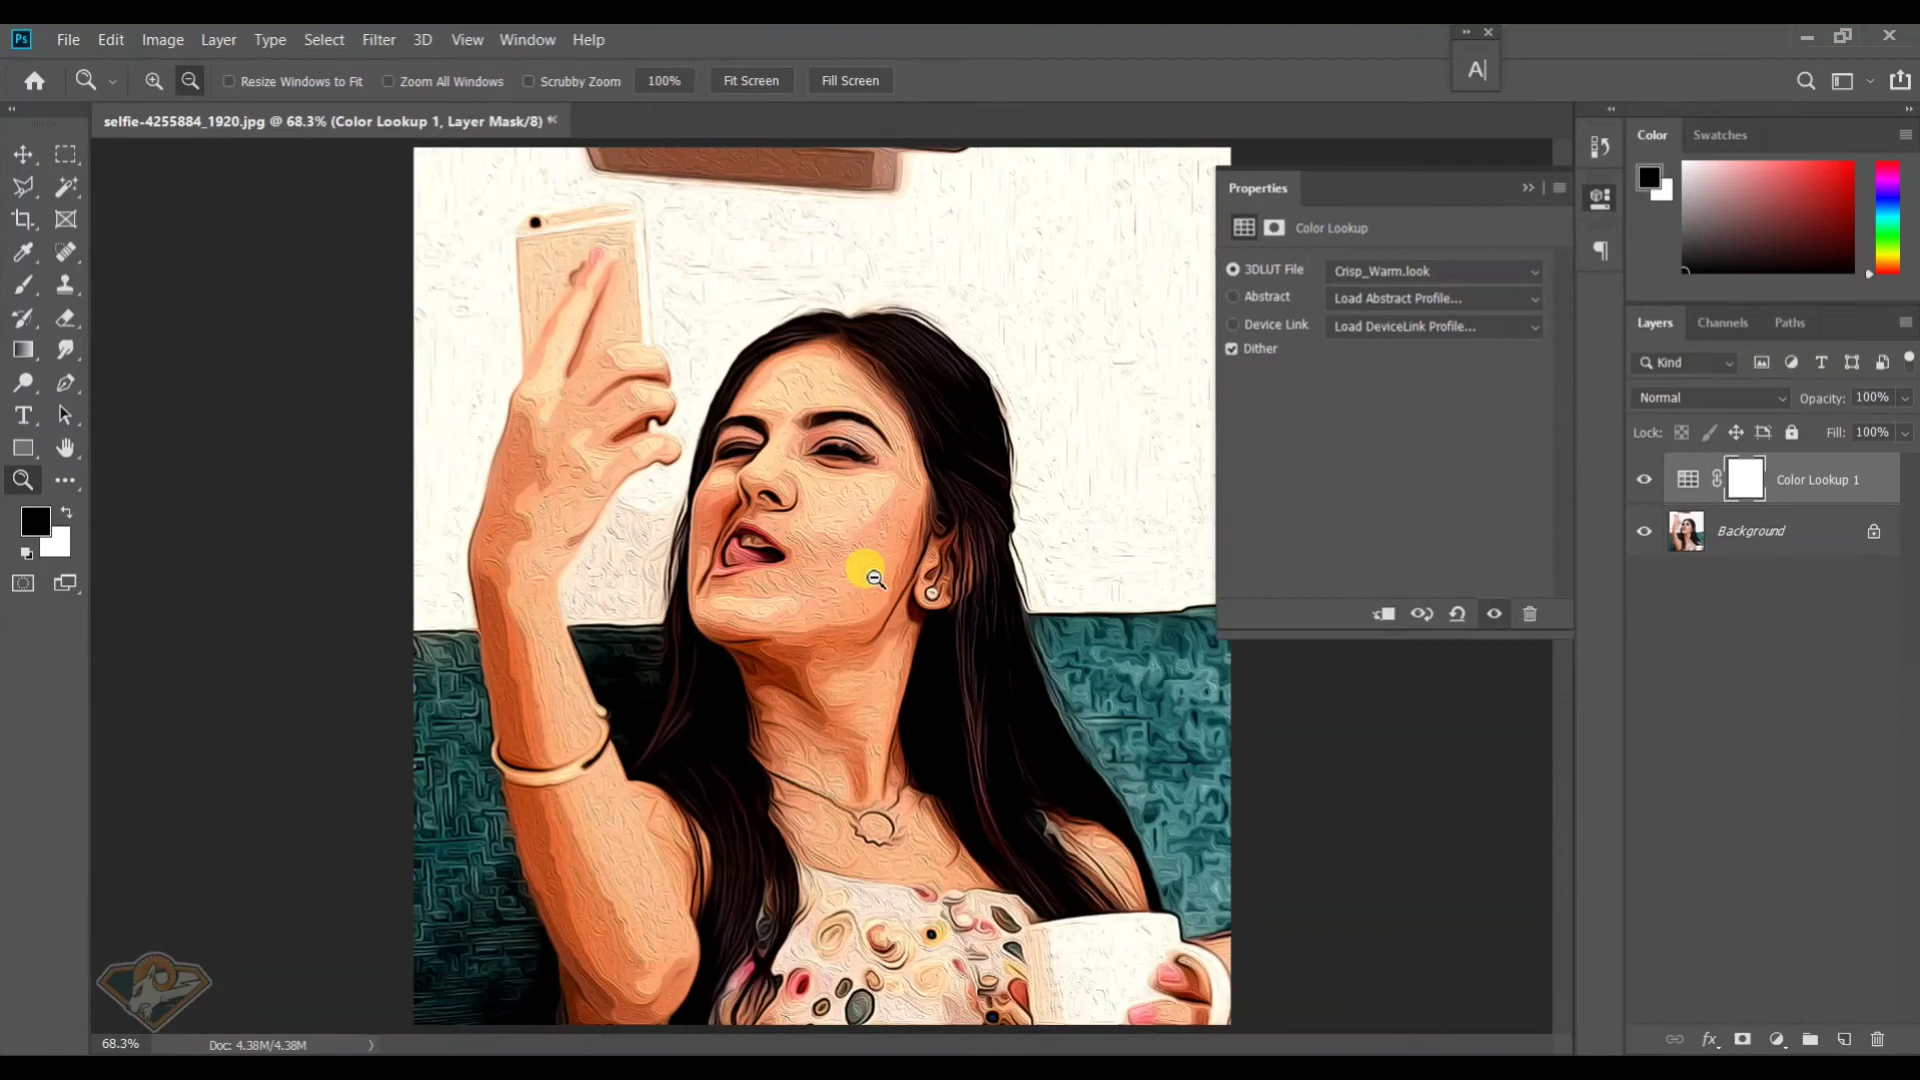 Ps File Edit Image Layer Type Select Filter 3D View Window Help
A|
Resize Windows to Fit Zoom All Windows Scrubby Zoom 100% Fit Screen Fill Screen
selfie-4255884_1920.jpg @ 68.3% (Color Lookup 1, Layer Mask/8) *
Color Swatches
Properties
Color Lookup
3DLUT File Crisp_Warm.look
Abstract Load Abstract Profile...
Device Link Load DeviceLink Profile...
Dither
Layers Channels Paths
Kind
Normal Opacity: 100%
Lock: Fill: 100%
Color Lookup 1
Background
fx
68.3% Doc: 4.38M/4.38M